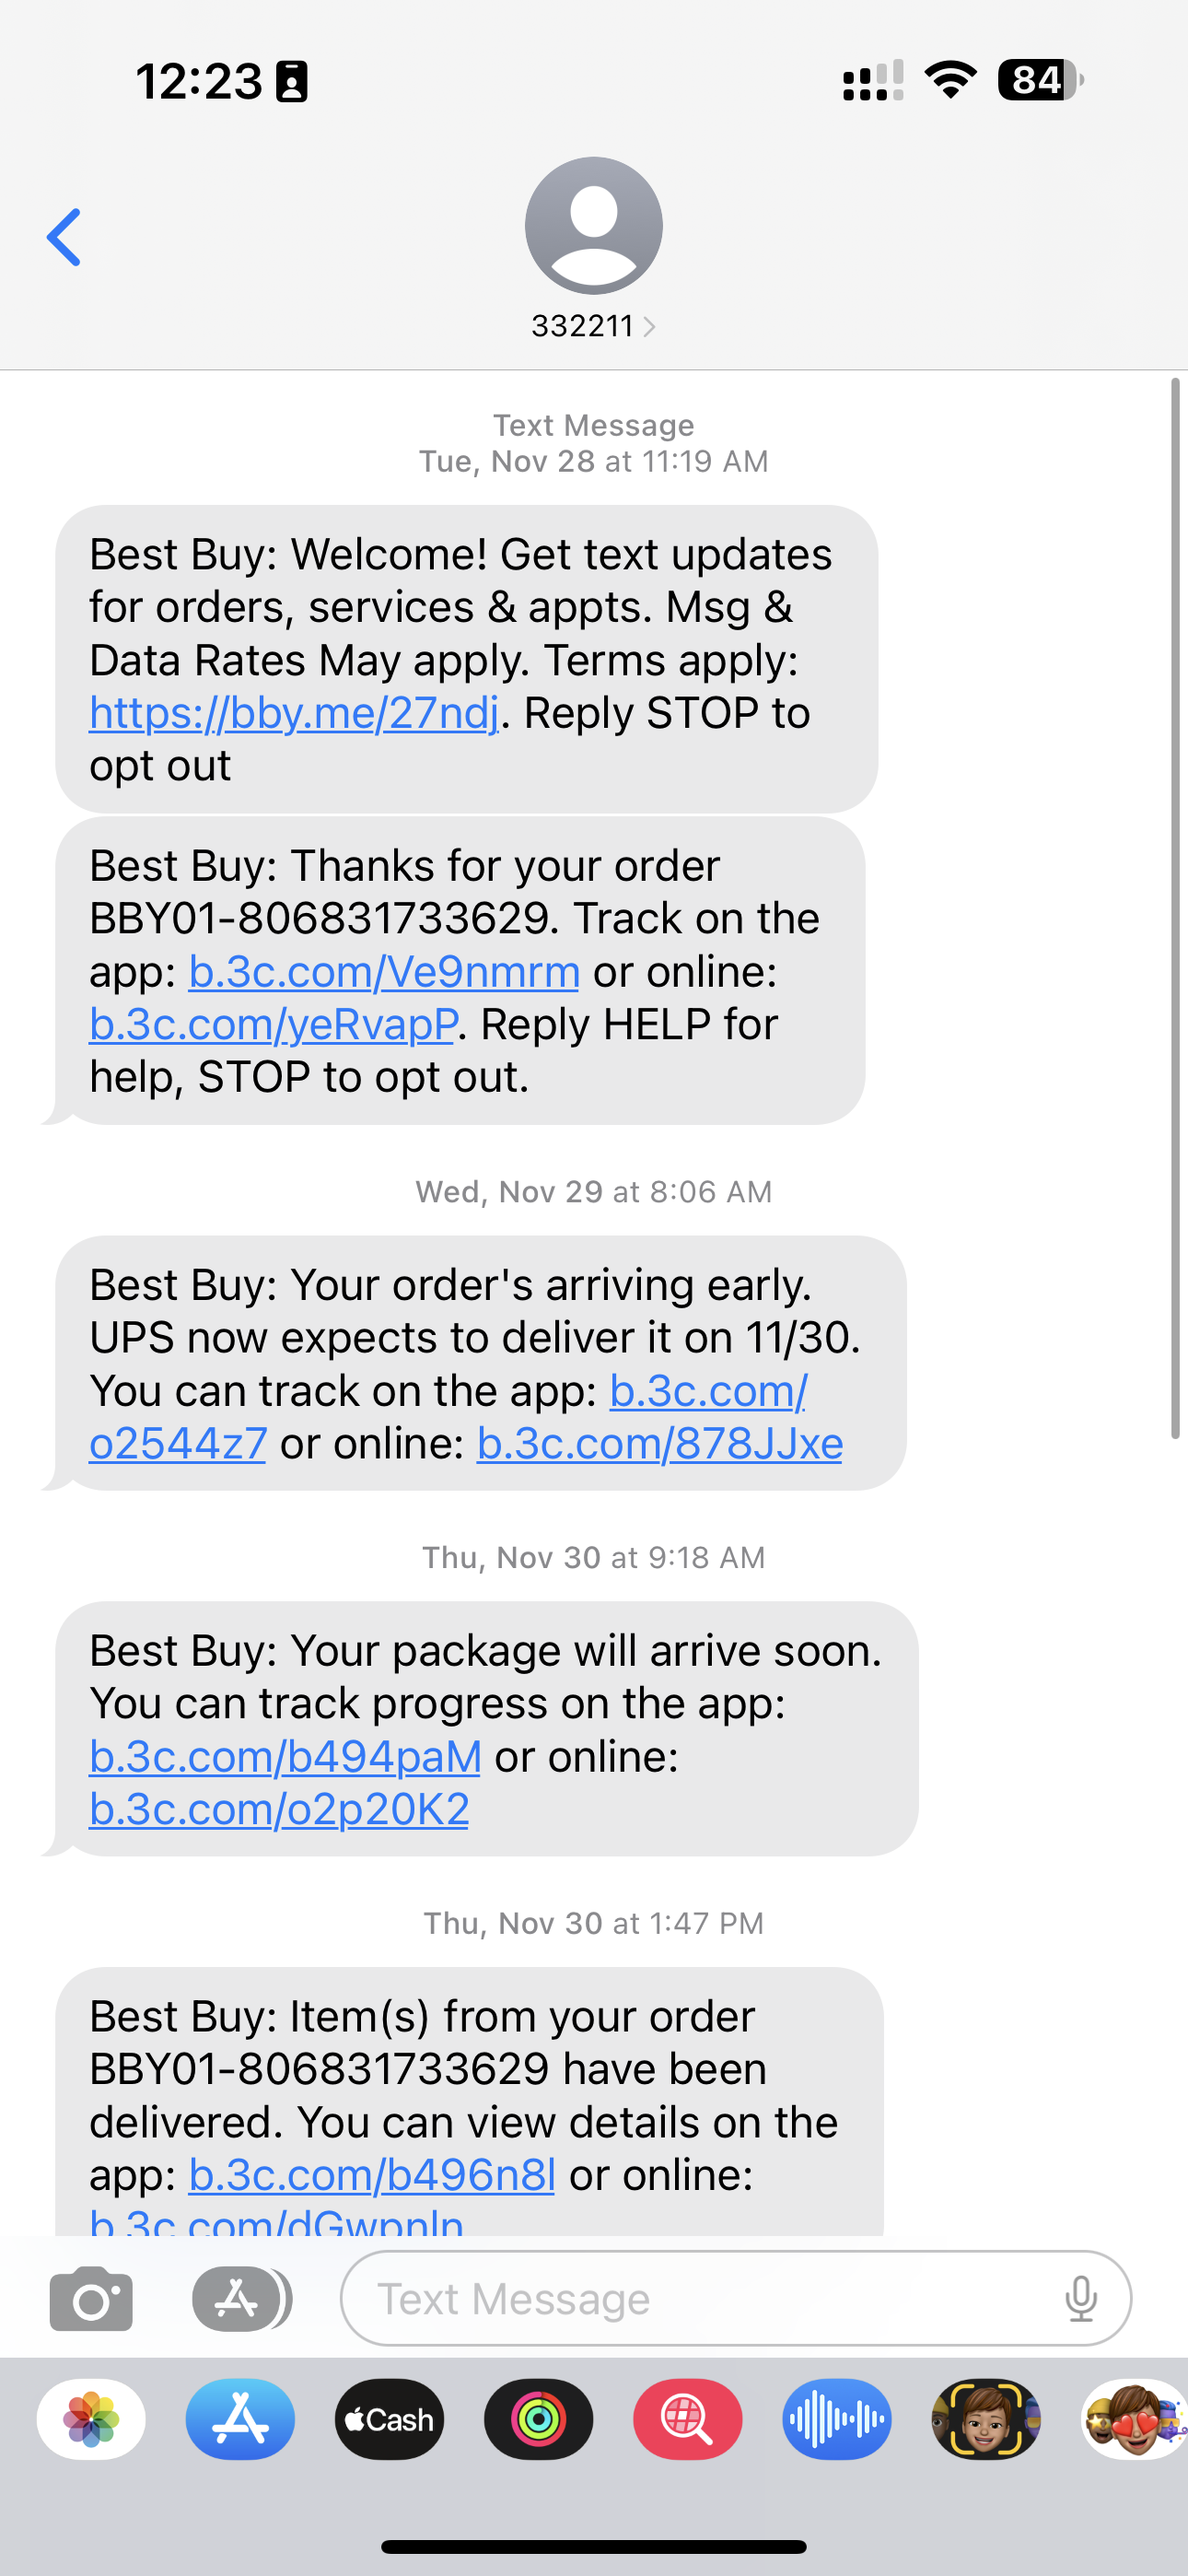 12:23
84
332211
Text Message
Tue, Nov 28 at 11:19 AM
Best Buy: Welcome! Get text updates
for orders, services & appts. Msg &
Data Rates May apply. Terms apply:
https://bby.me/27ndj. Reply STOP to
opt out
Best Buy: Thanks for your order
BBY01-806831733629. Track on the
app: b.3c.com/Ve9nmrm or online:
b.3c.com/yeRvapP. Reply HELP for
help, STOP to opt out.
Wed, Nov 29 at 8:06 AM
Best Buy: Your order's arriving early.
UPS now expects to deliver it on 11/30.
You can track on the app: b.3c.com/
o2544z7 or online: b.3c.com/878JJxe
Thu, Nov 30 at 9:18 AM
Best Buy: Your package will arrive soon.
You can track progress on the app:
b.3c.com/b494paM or online:
b.3c.com/o2p20K2
Thu, Nov 30 at 1:47 PM
Best Buy: Item(s) from your order
BBY01-806831733629 have been
delivered. You can view details on the
app: b.3c.com/b496n8l or online:
Text Message
Cash